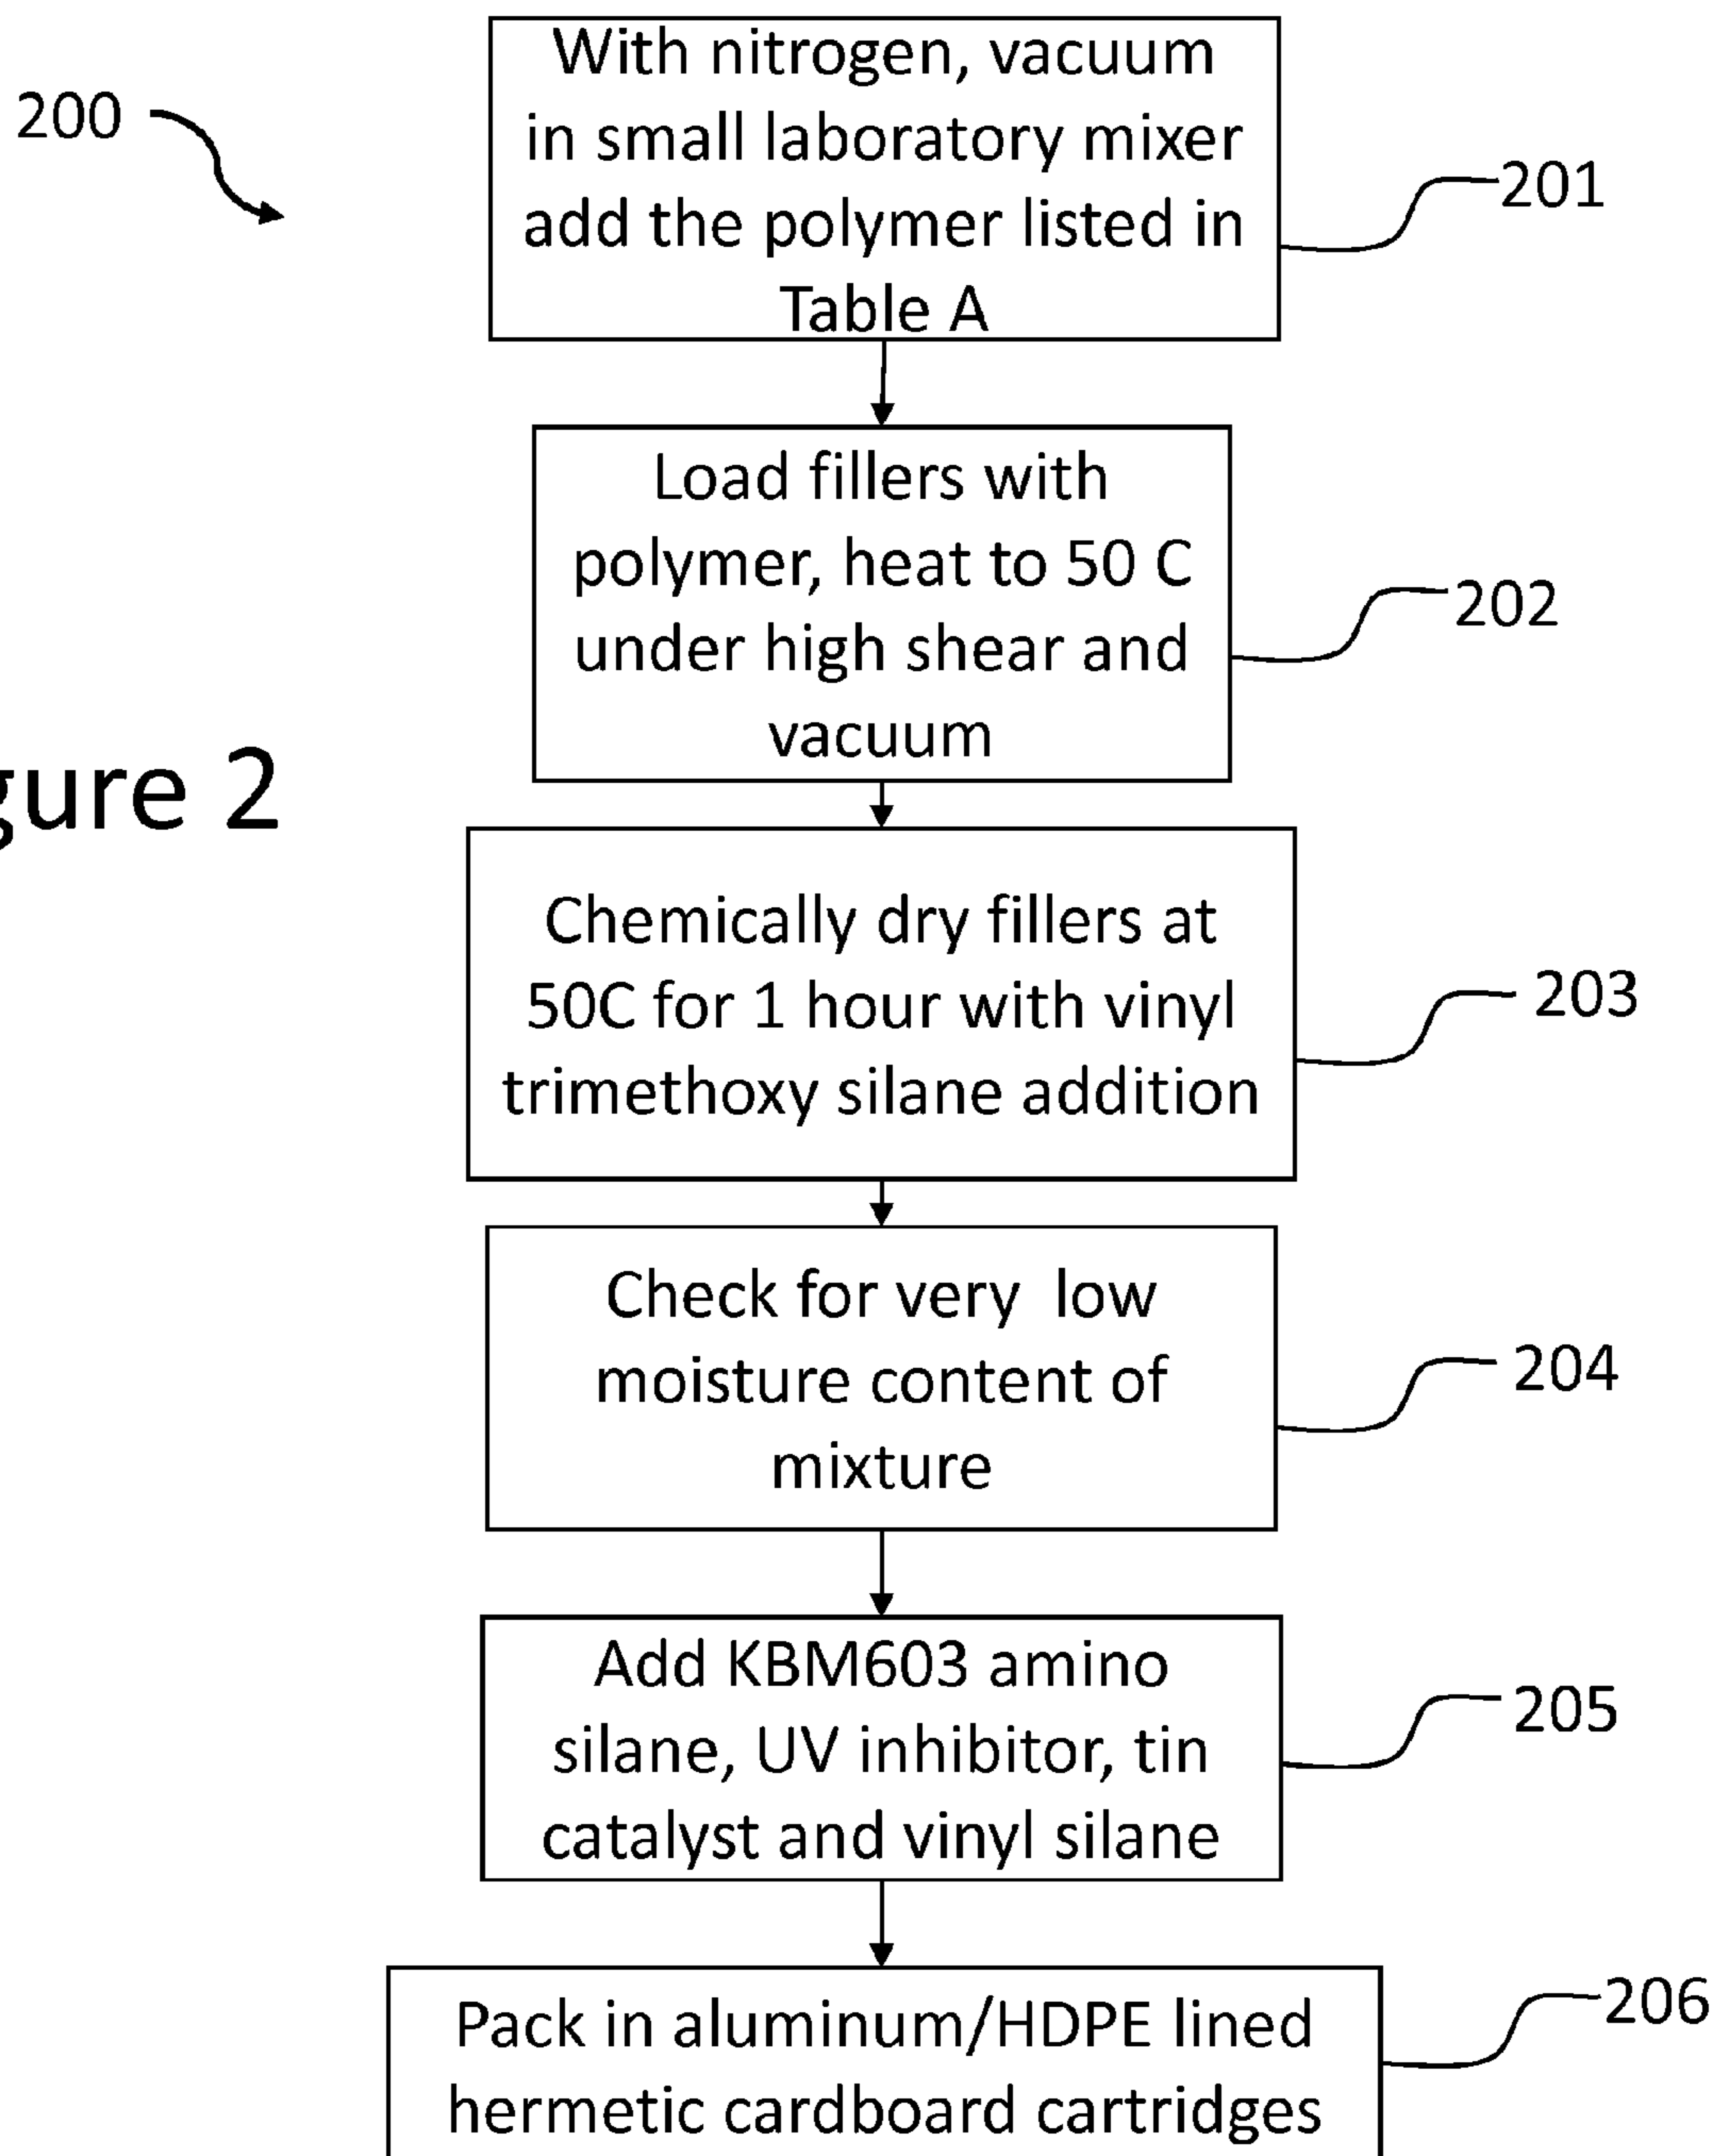 200
With nitrogen, vacuum
in small laboratory mixer
add the polymer listed in
Table A
201
Load fillers with
polymer, heat to 50 C
under high shear and
vacuum
202
gure 2
Chemically dry fillers at
50C for 1 hour with vinyl
trimethoxy silane addition
203
Check for very low
moisture content of
mixture
204
Add KBM603 amino
silane, UV inhibitor, tin
catalyst and vinyl silane
205
Pack in aluminum/HDPE lined
hermetic cardboard cartridges
206